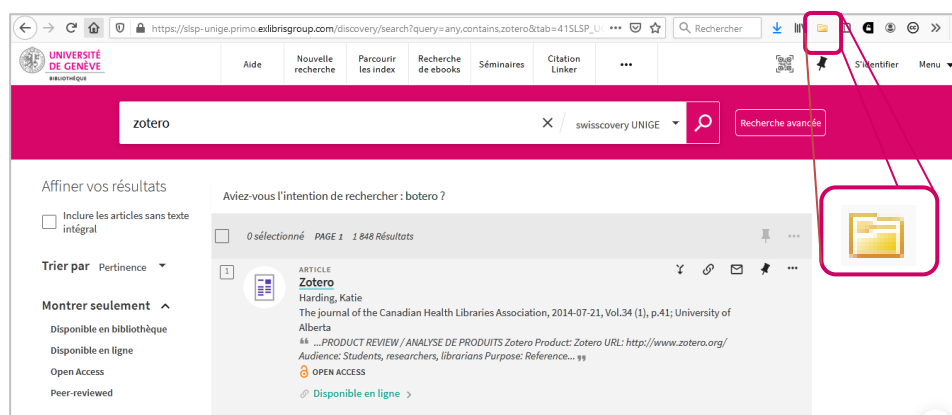 https://slsp-unige.primo.exlibrisgroup.com/discovery/search?query=any,contains,zotero&tab=41SLSP_U
Rechercher
UNIVERSITÉ
DE GENÈVE
BIBLIOTHÈQUE
Aide
Nouvelle
recherche
Parcourir
les index
Recherche
de ebooks
Séminaires
Citation
Linker
S'identifier
Menu
zotero
swisscovery UNIGE
Recherche avancée
Affiner vos résultats
Inclure les articles sans texte
intégral
Trier par Pertinence
Montrer seulement
Disponible en bibliothèque
Disponible en ligne
Open Access
Peer-reviewed
Aviez-vous l'intention de rechercher : botero ?
0 sélectionné PAGE 1 1 848 Résultats
1
ARTICLE
Zotero
Harding, Katie
The journal of the Canadian Health Libraries Association, 2014-07-21, Vol.34 (1), p.41; University of
Alberta
“ ...PRODUCT REVIEW / ANALYSE DE PRODUITS Zotero Product: Zotero URL: http://www.zotero.org/
Audience: Students, researchers, librarians Purpose: Reference... ”
OPEN ACCESS
Disponible en ligne